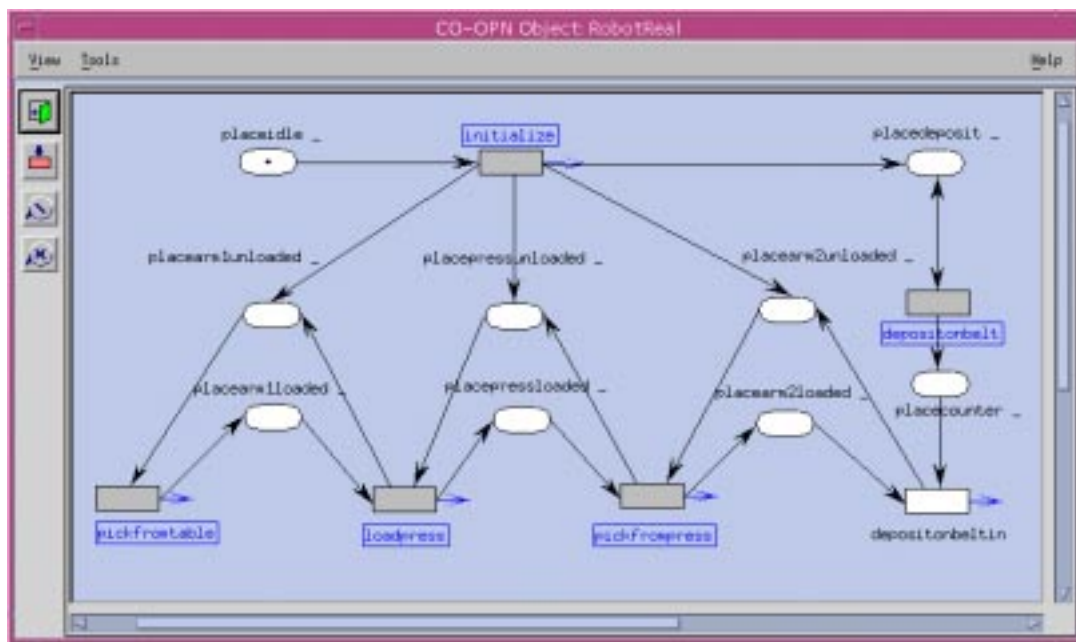 CO-OPN Object: RobotReal
View Tools Help
placeidle _ initialize placedeposit _
placearm1unloaded _ placepressunloaded _ placearm2unloaded _
depositonbelt
placearm1loaded _ placepressloaded _ placearm2loaded _
placecounter _
pickfromtable loadpress pickfrompress depositonbeltin